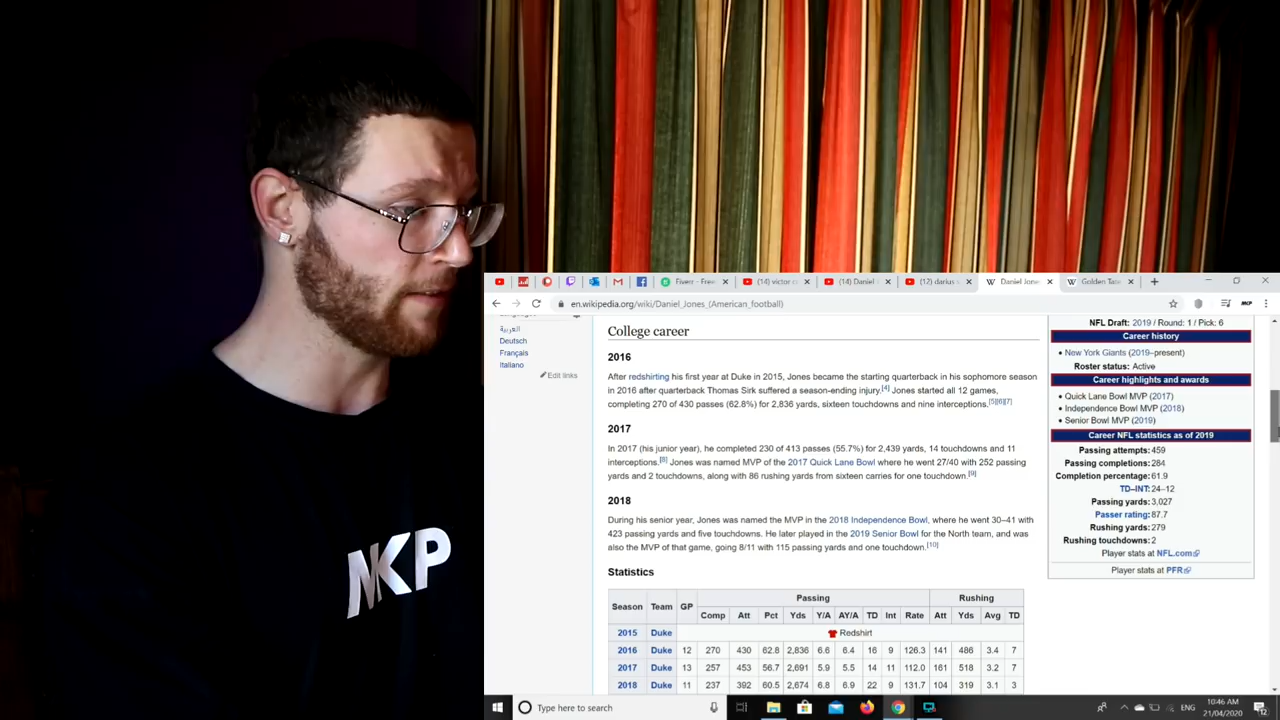 MKP
Fiverr - Free
(14) victor c
(14) Daniel
(12) darius
Daniel Jone
Golden Tate
en.wikipedia.org/wiki/Daniel_Jones_(American_football)
MKP
العربية
Deutsch
Français
Italiano
Edit links
College career
2016
After redshirting his first year at Duke in 2015, Jones became the starting quarterback in his sophomore season
in 2016 after quarterback Thomas Sirk suffered a season-ending injury.[4] Jones started all 12 games,
completing 270 of 430 passes (62.8%) for 2,836 yards, sixteen touchdowns and nine interceptions.[5][6][7]
2017
In 2017 (his junior year), he completed 230 of 413 passes (55.7%) for 2,439 yards, 14 touchdowns and 11
interceptions.[8] Jones was named MVP of the 2017 Quick Lane Bowl where he went 27/40 with 252 passing
yards and 2 touchdowns, along with 86 rushing yards from sixteen carries for one touchdown.[9]
2018
During his senior year, Jones was named the MVP in the 2018 Independence Bowl, where he went 30–41 with
423 passing yards and five touchdowns. He later played in the 2019 Senior Bowl for the North team, and was
also the MVP of that game, going 8/11 with 115 passing yards and one touchdown.[10]
Statistics
Season Team GP Passing Rushing
Comp Att Pct Yds Y/A AY/A TD Int Rate Att Yds Avg TD
2015 Duke Redshirt
2016 Duke 12 270 430 62.8 2,836 6.6 6.4 16 9 126.3 141 486 3.4 7
2017 Duke 13 257 453 56.7 2,691 5.9 5.5 14 11 112.0 161 518 3.2 7
2018 Duke 11 237 392 60.5 2,674 6.8 6.9 22 9 131.7 104 319 3.1 3
NFL Draft: 2019 / Round: 1 / Pick: 6
Career history
• New York Giants (2019–present)
Roster status: Active
Career highlights and awards
• Quick Lane Bowl MVP (2017)
• Independence Bowl MVP (2018)
• Senior Bowl MVP (2019)
Career NFL statistics as of 2019
Passing attempts: 459
Passing completions: 284
Completion percentage: 61.9
TD–INT: 24–12
Passing yards: 3,027
Passer rating: 87.7
Rushing yards: 279
Rushing touchdowns: 2
Player stats at NFL.com
Player stats at PFR
Type here to search
ENG
10:46 AM
21/04/2020
12